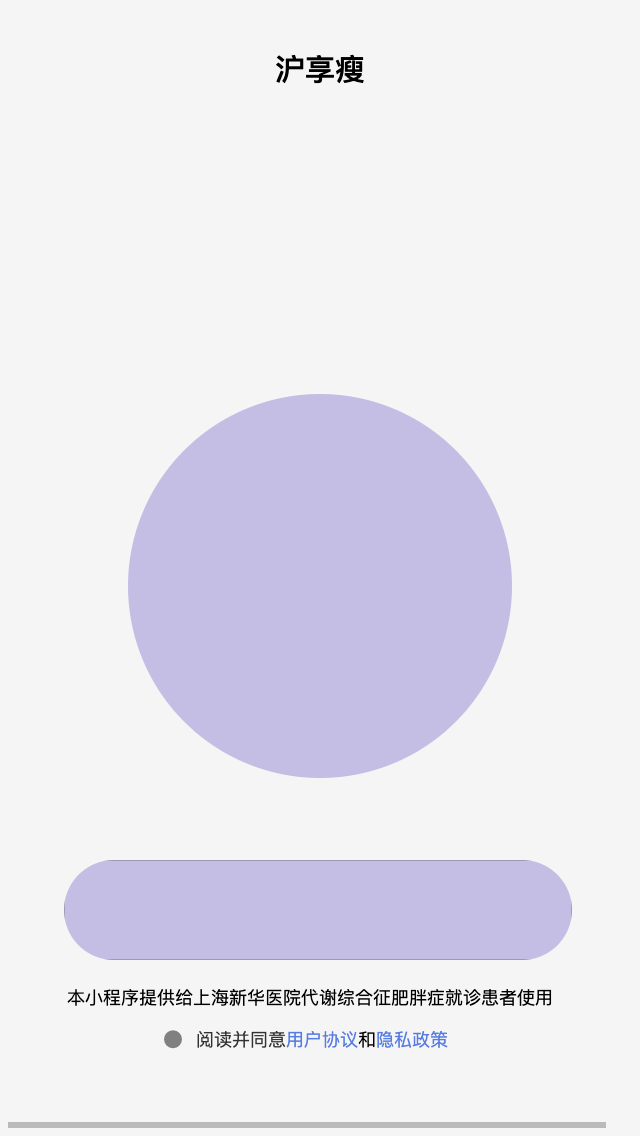 沪享瘦
本小程序提供给上海新华医院代谢综合征肥胖症就诊患者使用
阅读并同意用户协议和隐私政策